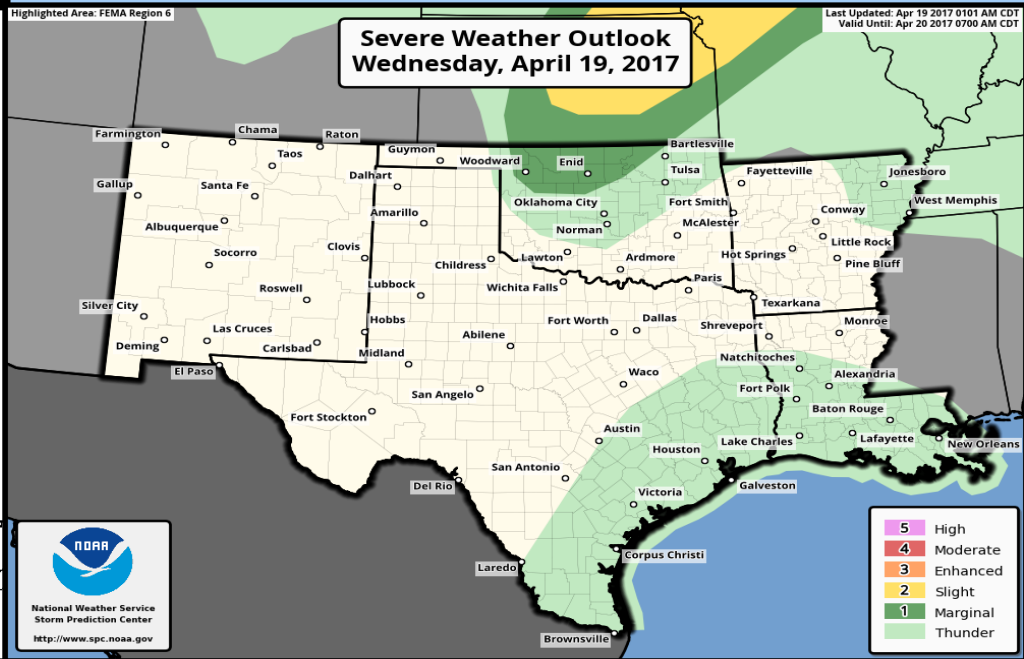 Highlighted Area: FEMA Region 6
Last Updated: Apr 19 2017 0101 AM CDT
Valid Until: Apr 20 2017 0700 AM CDT
Severe Weather Outlook
Wednesday, April 19, 2017
Farmington
Chama
Raton
Guymon
Bartlesville
Taos
Woodward
Enid
Dalhart
Tulsa
Fayetteville
Jonesboro
Gallup
Santa Fe
Oklahoma City
Fort Smith
West Memphis
Amarillo
Conway
Albuquerque
Norman
McAlester
Little Rock
Clovis
Socorro
Childress
Lawton
Ardmore
Hot Springs
Pine Bluff
Roswell
Lubbock
Wichita Falls
Paris
Texarkana
Silver City
Las Cruces
Hobbs
Abilene
Fort Worth
Dallas
Shreveport
Monroe
Deming
Carlsbad
Midland
Natchitoches
El Paso
Waco
Alexandria
San Angelo
Fort Polk
Fort Stockton
Baton Rouge
Austin
Lake Charles
Lafayette
New Orleans
Houston
San Antonio
Del Rio
Galveston
Victoria
Corpus Christi
Laredo
Brownsville
NOAA
National Weather Service
Storm Prediction Center
http://www.spc.noaa.gov
5 High
4 Moderate
3 Enhanced
2 Slight
1 Marginal
Thunder